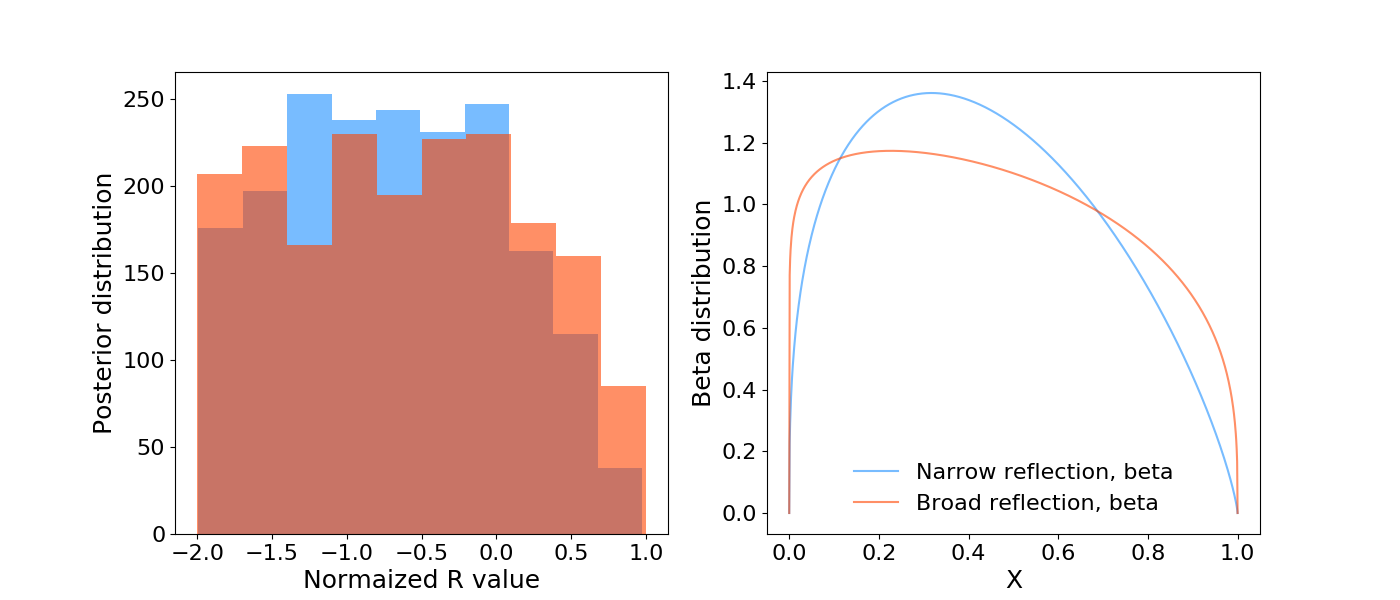 250
200
150
100
50
0
Posterior distribution
−2.0 −1.5 −1.0 −0.5 0.0 0.5 1.0
Normaized R value
1.4
1.2
1.0
0.8
0.6
0.4
0.2
0.0
Beta distribution
Narrow reflection, beta
Broad reflection, beta
0.0 0.2 0.4 0.6 0.8 1.0
X